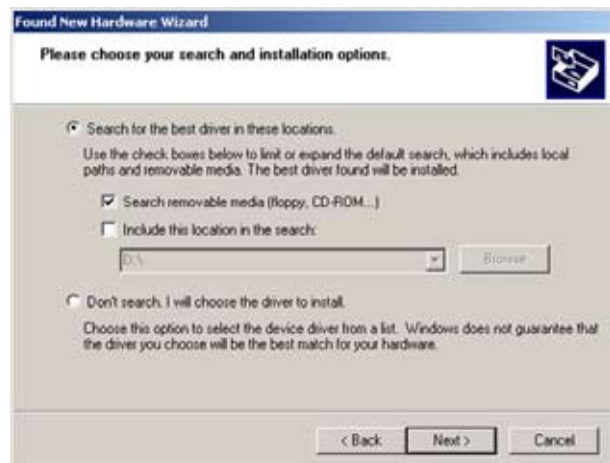 Found New Hardware Wizard
Please choose your search and installation options.
Search for the best driver in these locations.
Use the check boxes below to limit or expand the default search, which includes local
paths and removable media. The best driver found will be installed.
Search removable media (floppy, CD-ROM...)
Include this location in the search:
D:\
Browse
Don't search. I will choose the driver to install.
Choose this option to select the device driver from a list. Windows does not guarantee that
the driver you choose will be the best match for your hardware.
< Back Next > Cancel